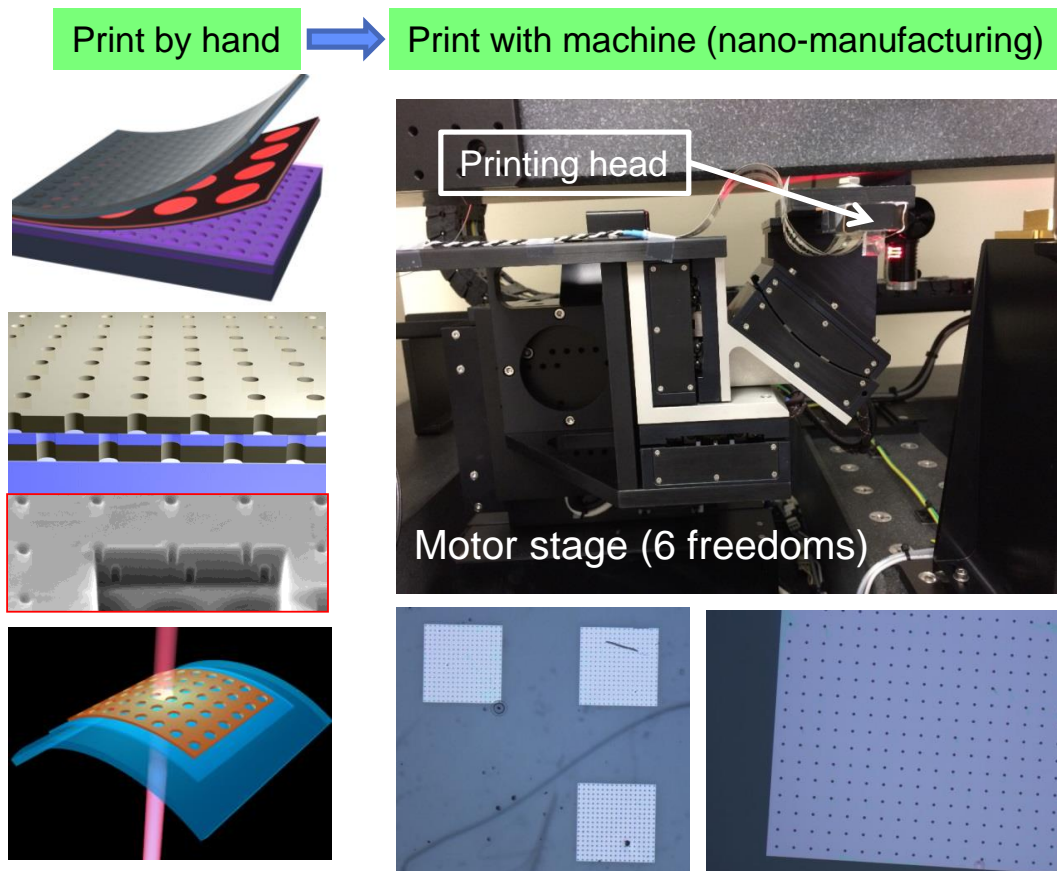 Print by hand
Print with machine (nano-manufacturing)
Printing head
Motor stage (6 freedoms)